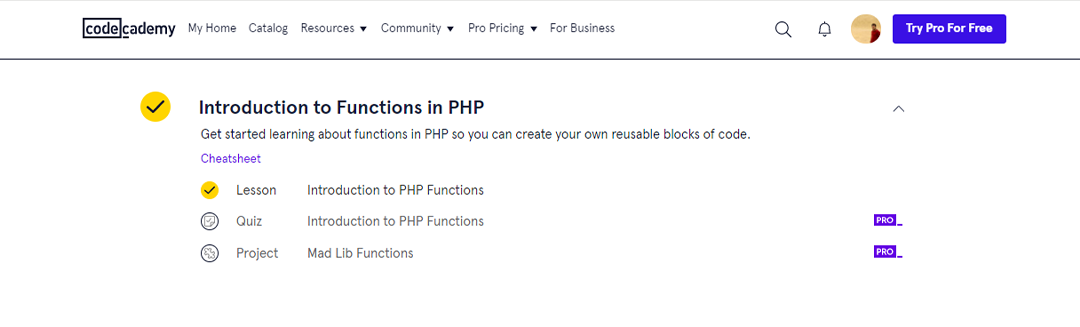 codecademy My Home Catalog Resources Community Pro Pricing For Business Try Pro For Free
Introduction to Functions in PHP
Get started learning about functions in PHP so you can create your own reusable blocks of code.
Cheatsheet
Lesson Introduction to PHP Functions
Quiz Introduction to PHP Functions PRO
Project Mad Lib Functions PRO